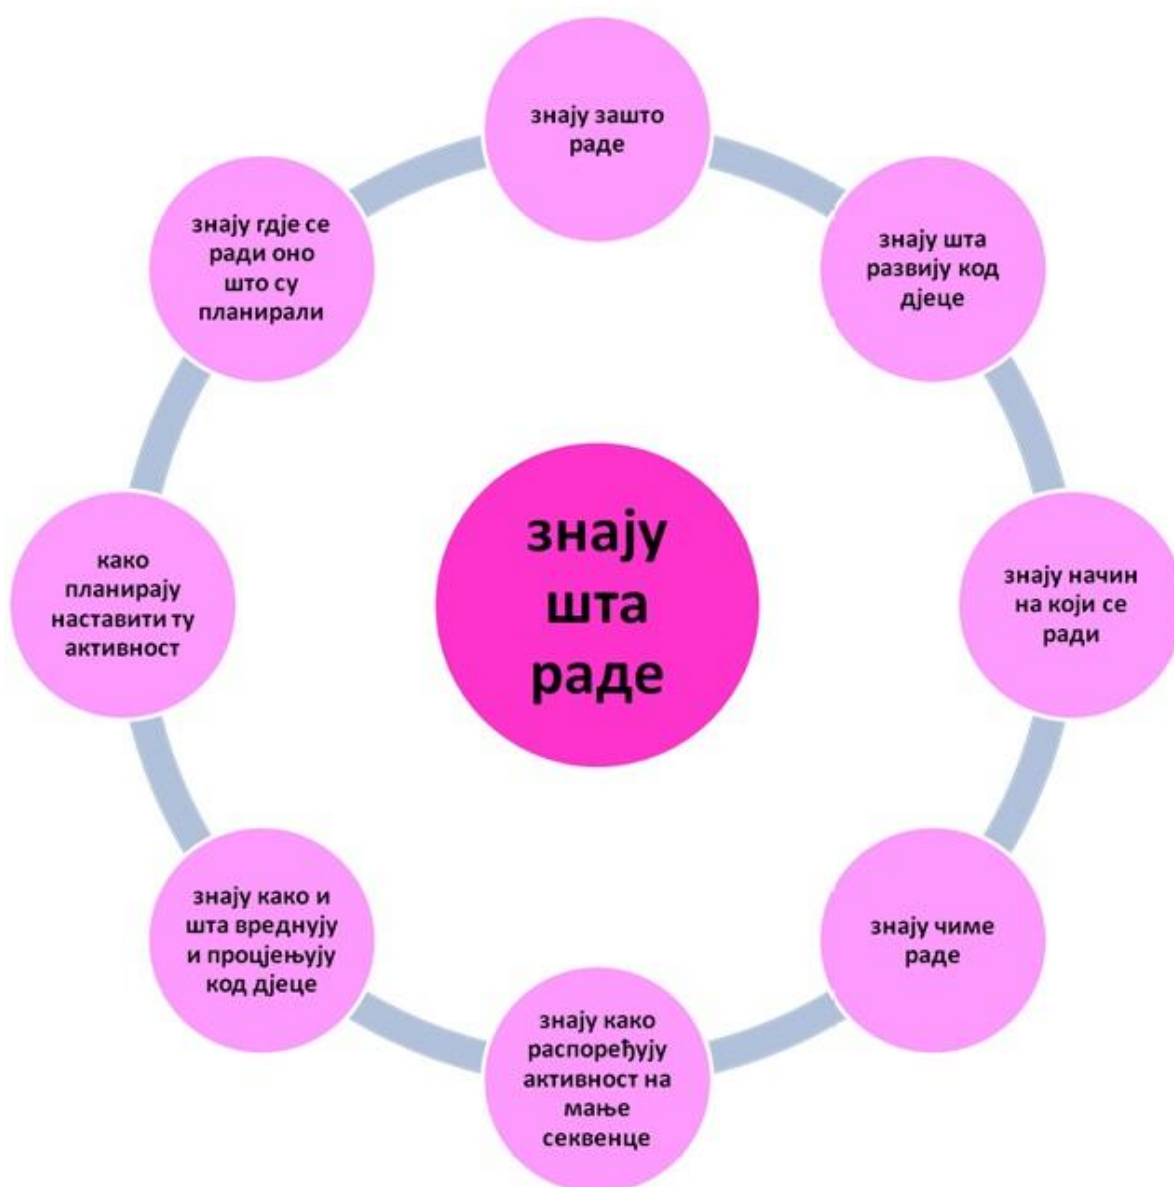 знају зашто
раде
знају шта
развију код
дјеце
знају начин
на који се
ради
знају чиме
раде
знају како
распоређују
активност на
мање
секвенце
знају како и
шта вреднују
и процјењују
код дјеце
како
планирају
наставити ту
активност
знају гдје се
ради оно
што су
планирали
знају
шта
раде